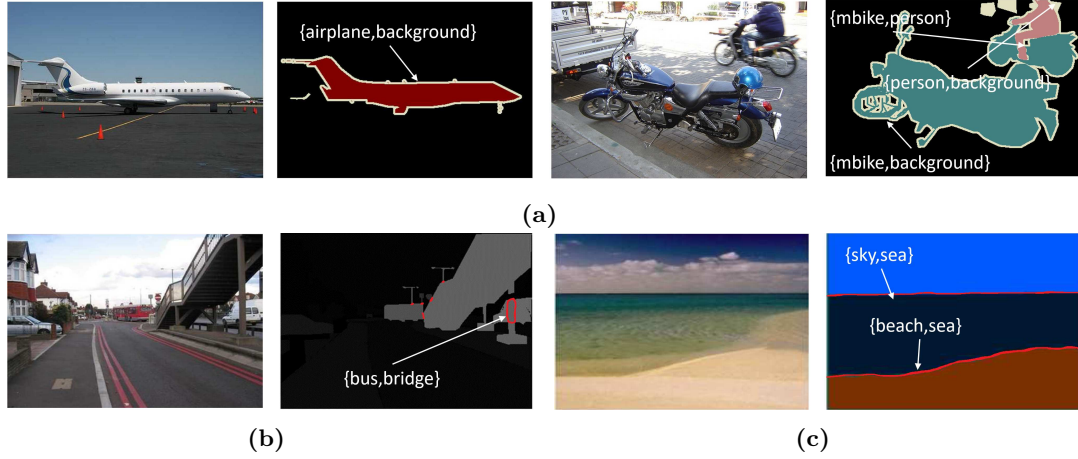 {airplane,background}
{mbike,person}
{person,background}
{mbike,background}
(a)
{bus,bridge}
{sky,sea}
{beach,sea}
(b)
(c)